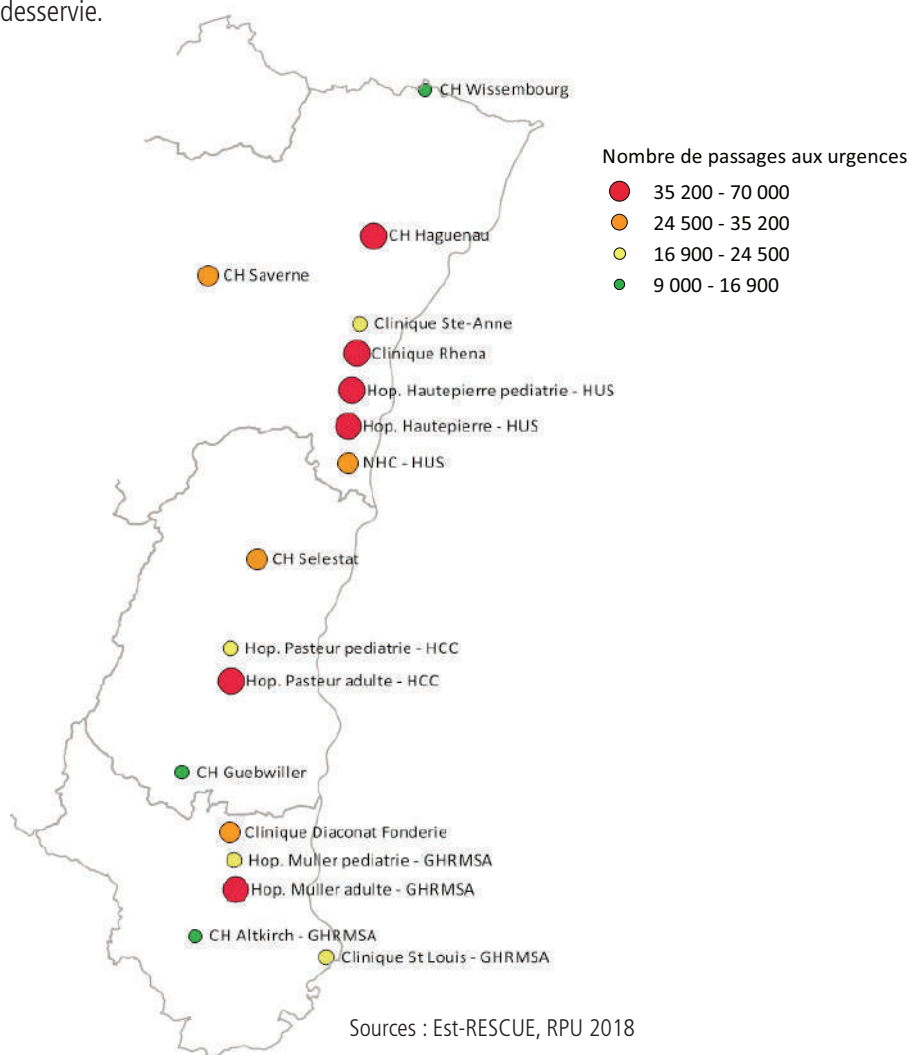 desservie.
CH Wissembourg
Nombre de passages aux urgences
35 200 - 70 000
24 500 - 35 200
16 900 - 24 500
9 000 - 16 900
CH Haguenau
CH Saverne
Clinique Ste-Anne
Clinique Rhena
Hop. Hautepierre pediatrie - HUS
Hop. Hautepierre - HUS
NHC - HUS
CH Selestat
Hop. Pasteur pediatrie - HCC
Hop. Pasteur adulte - HCC
CH Guebwiller
Clinique Diaconat Fonderie
Hop. Muller pediatrie - GHRMSA
Hop. Muller adulte - GHRMSA
CH Altkirch - GHRMSA
Clinique St Louis - GHRMSA
Sources : Est-RESCUE, RPU 2018